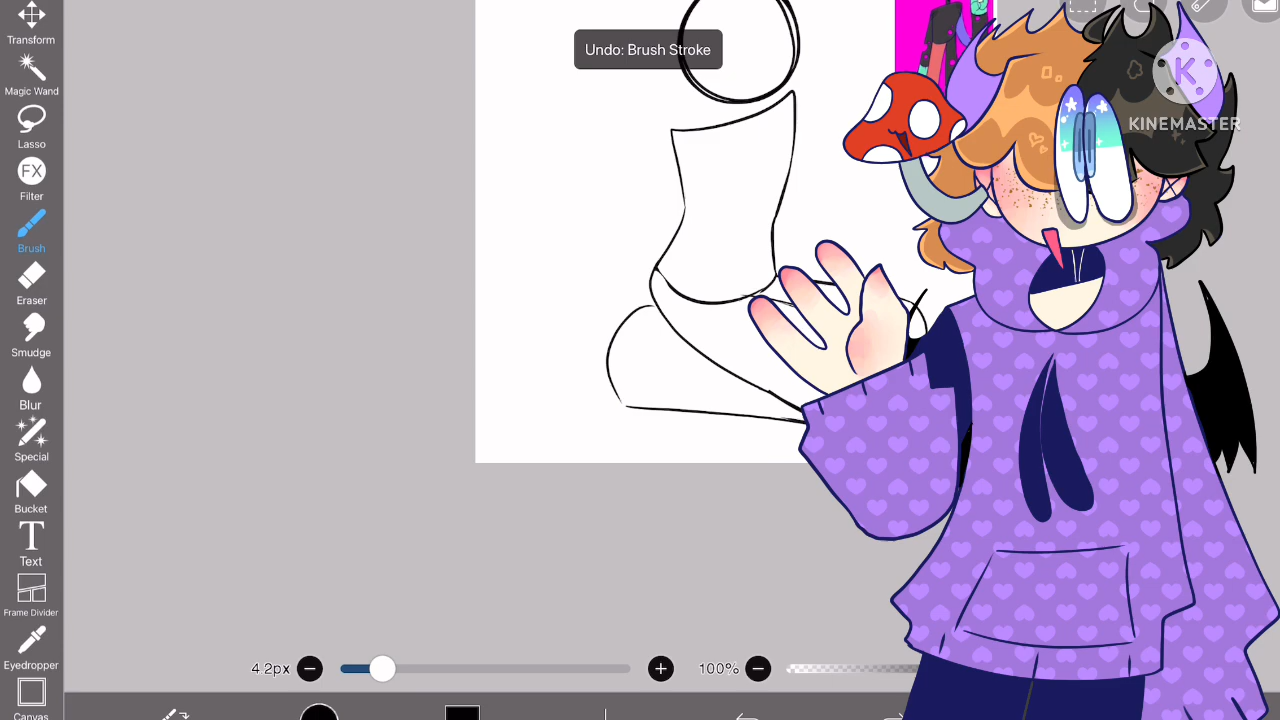 Transform
Magic Wand
Lasso
FX
Filter
Brush
Eraser
Smudge
Blur
Special
Bucket
T
Text
Frame Divider
Eyedropper
Canvas
Undo: Brush Stroke
K
KINEMASTER
4.2px
100%